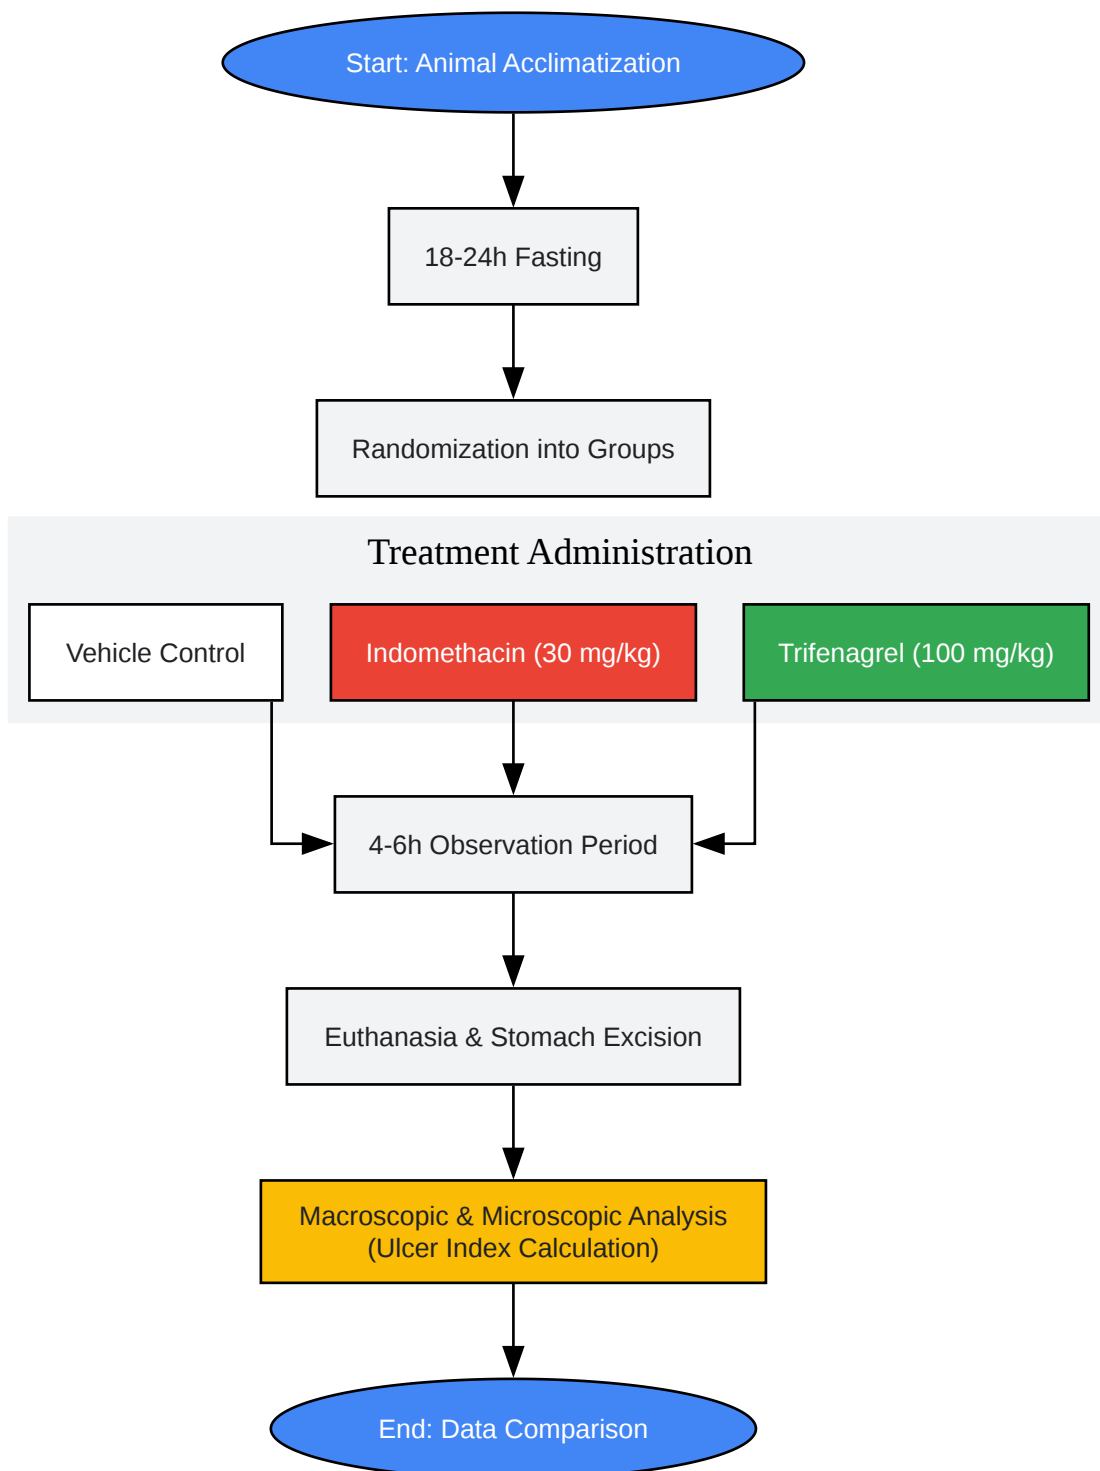 Start: Animal Acclimatization
18-24h Fasting
Randomization into Groups
Treatment Administration
Vehicle Control
Indomethacin (30 mg/kg)
Trifenagrel (100 mg/kg)
4-6h Observation Period
Euthanasia & Stomach Excision
Macroscopic & Microscopic Analysis
(Ulcer Index Calculation)
End: Data Comparison